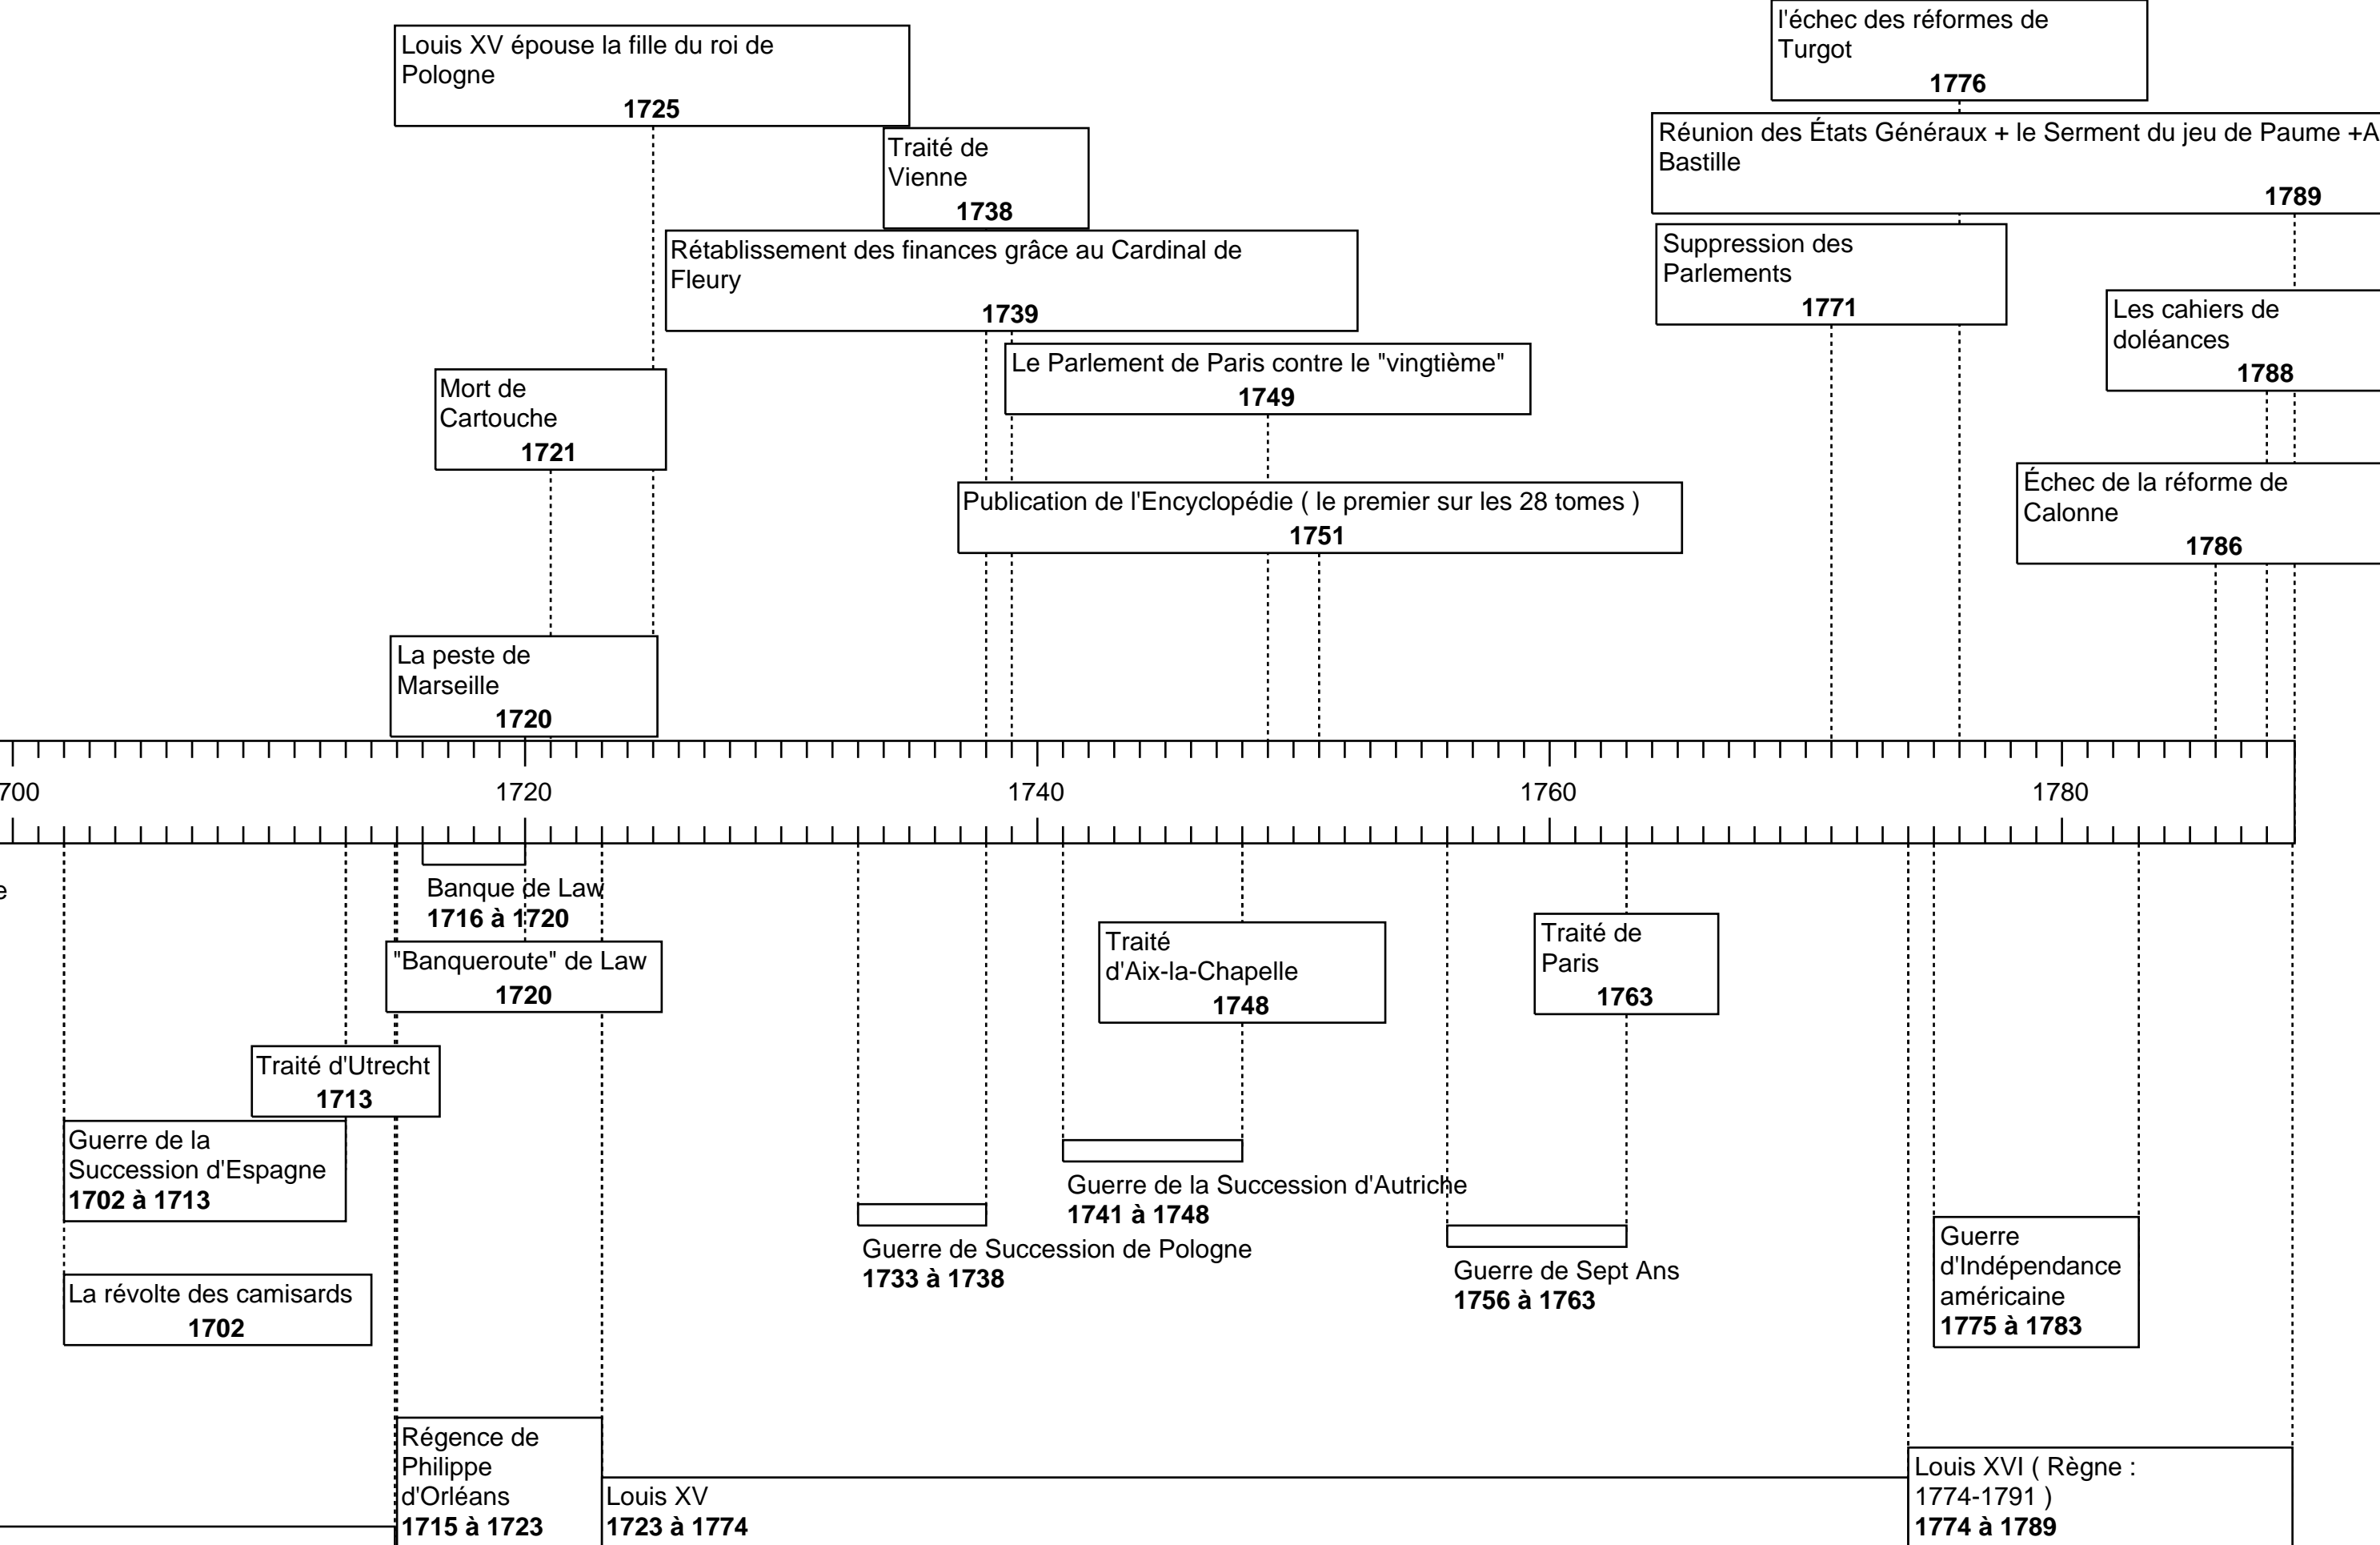 l'échec des réformes de
Turgot
1776
Louis XV épouse la fille du roi de
Pologne
1725
Réunion des États Généraux + le Serment du jeu de Paume +A
Bastille
1789
Traité de
Vienne
1738
Suppression des
Parlements
1771
Rétablissement des finances grâce au Cardinal de
Fleury
1739
Les cahiers de
doléances
1788
Le Parlement de Paris contre le "vingtième"
1749
Mort de
Cartouche
1721
Échec de la réforme de
Calonne
1786
Publication de l'Encyclopédie ( le premier sur les 28 tomes )
1751
La peste de
Marseille
1720
700 1720 1740 1760 1780
e
Banque de Law
1716 à 1720
"Banqueroute" de Law
1720
Traité
d'Aix-la-Chapelle
1748
Traité de
Paris
1763
Traité d'Utrecht
1713
Guerre de la
Succession d'Espagne
1702 à 1713
Guerre de la Succession d'Autriche
1741 à 1748
Guerre de Succession de Pologne
1733 à 1738
Guerre de Sept Ans
1756 à 1763
Guerre
d'Indépendance
américaine
1775 à 1783
La révolte des camisards
1702
Régence de
Philippe
d'Orléans
1715 à 1723
Louis XV
1723 à 1774
Louis XVI ( Règne :
1774-1791 )
1774 à 1789